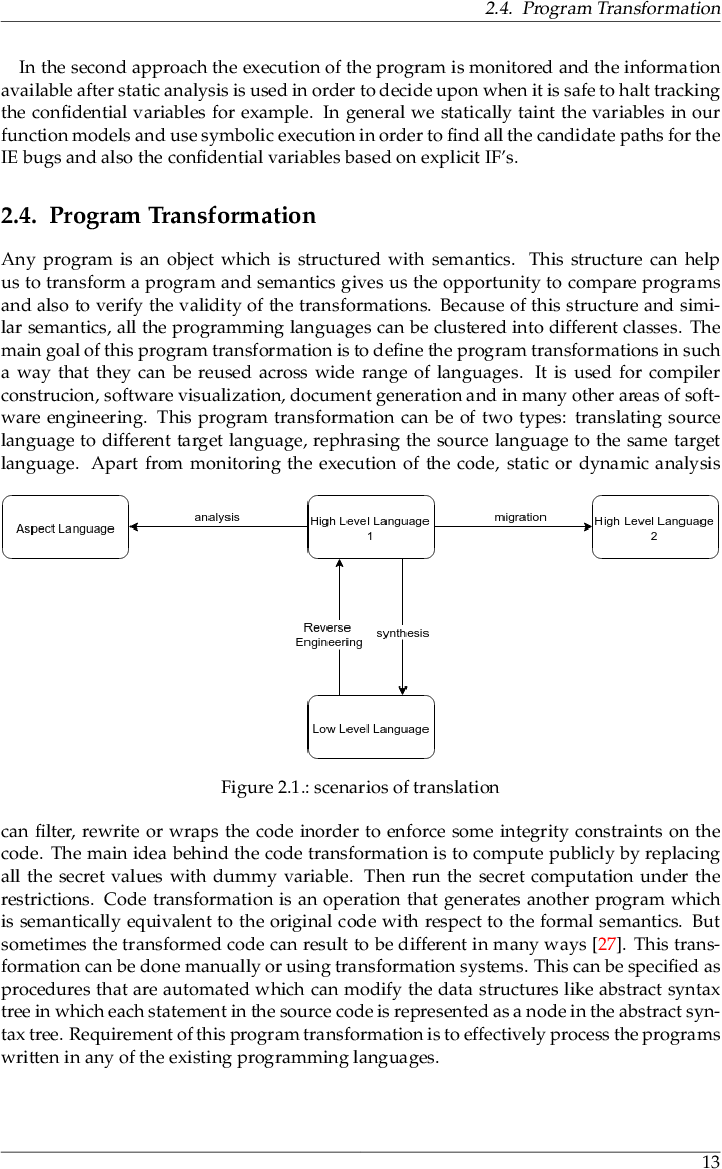 2.4. Program Transformation
In the second approach the execution of the program is monitored and the information
available after static analysis is used in order to decide upon when it is safe to halt tracking
the confidential variables for example. In general we statically taint the variables in our
function models and use symbolic execution in order to find all the candidate paths for the
IE bugs and also the confidential variables based on explicit IF's.
2.4. Program Transformation
Any program is an object which is structured with semantics. This structure can help
us to transform a program and semantics gives us the opportunity to compare programs
and also to verify the validity of the transformations. Because of this structure and simi-
lar semantics, all the programming languages can be clustered into different classes. The
main goal of this program transformation is to define the program transformations in such
a way that they can be reused across wide range of languages. It is used for compiler
construcion, software visualization, document generation and in many other areas of soft-
ware engineering. This program transformation can be of two types: translating source
language to different target language, rephrasing the source language to the same target
language. Apart from monitoring the execution of the code, static or dynamic analysis
Aspect Language
analysis
High Level Language
1
migration
High Level Language
2
Reverse
Engineering
synthesis
Low Level Language
Figure 2.1.: scenarios of translation
can filter, rewrite or wraps the code inorder to enforce some integrity constraints on the
code. The main idea behind the code transformation is to compute publicly by replacing
all the secret values with dummy variable. Then run the secret computation under the
restrictions. Code transformation is an operation that generates another program which
is semantically equivalent to the original code with respect to the formal semantics. But
sometimes the transformed code can result to be different in many ways [27]. This trans-
formation can be done manually or using transformation systems. This can be specified as
procedures that are automated which can modify the data structures like abstract syntax
tree in which each statement in the source code is represented as a node in the abstract syn-
tax tree. Requirement of this program transformation is to effectively process the programs
written in any of the existing programming languages.
13